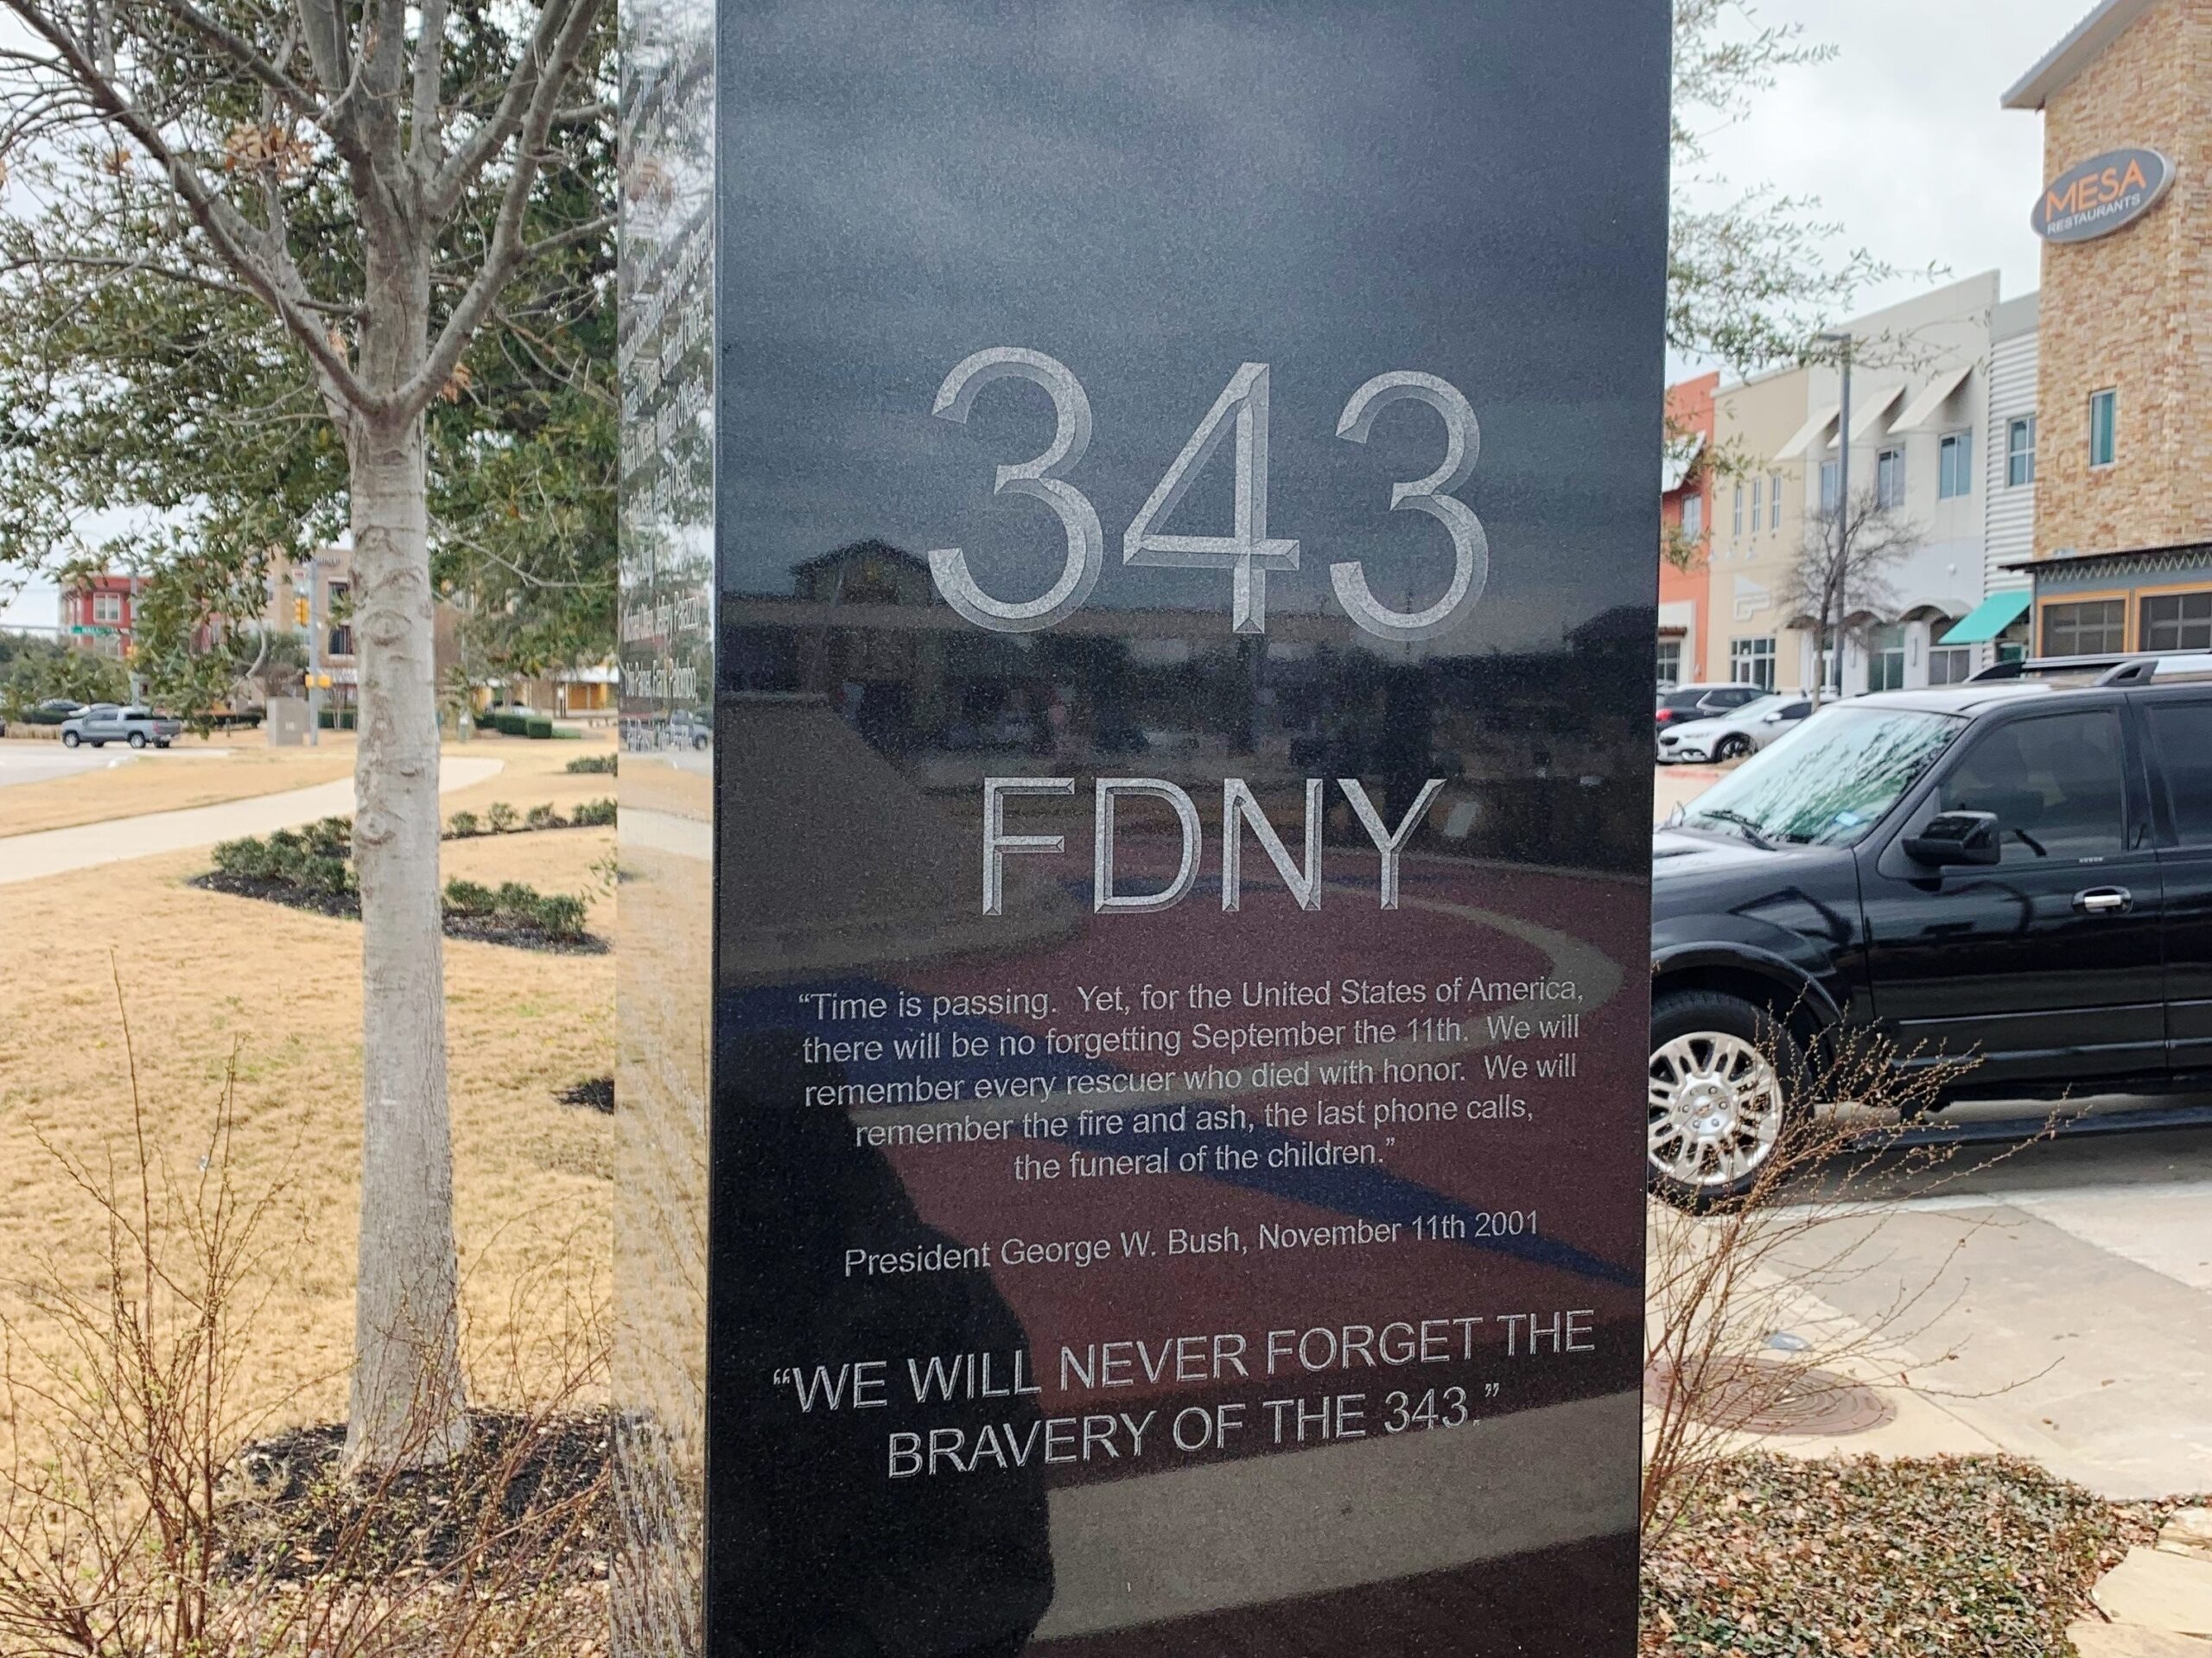 343
FDNY
“Time is passing.  Yet, for the United States of America,
there will be no forgetting September the 11th.  We will
remember every rescuer who died with honor.  We will
remember the fire and ash, the last phone calls,
the funeral of the children.”
President George W. Bush, November 11th 2001
“WE WILL NEVER FORGET THE
BRAVERY OF THE 343.”
MESA
RESTAURANTS